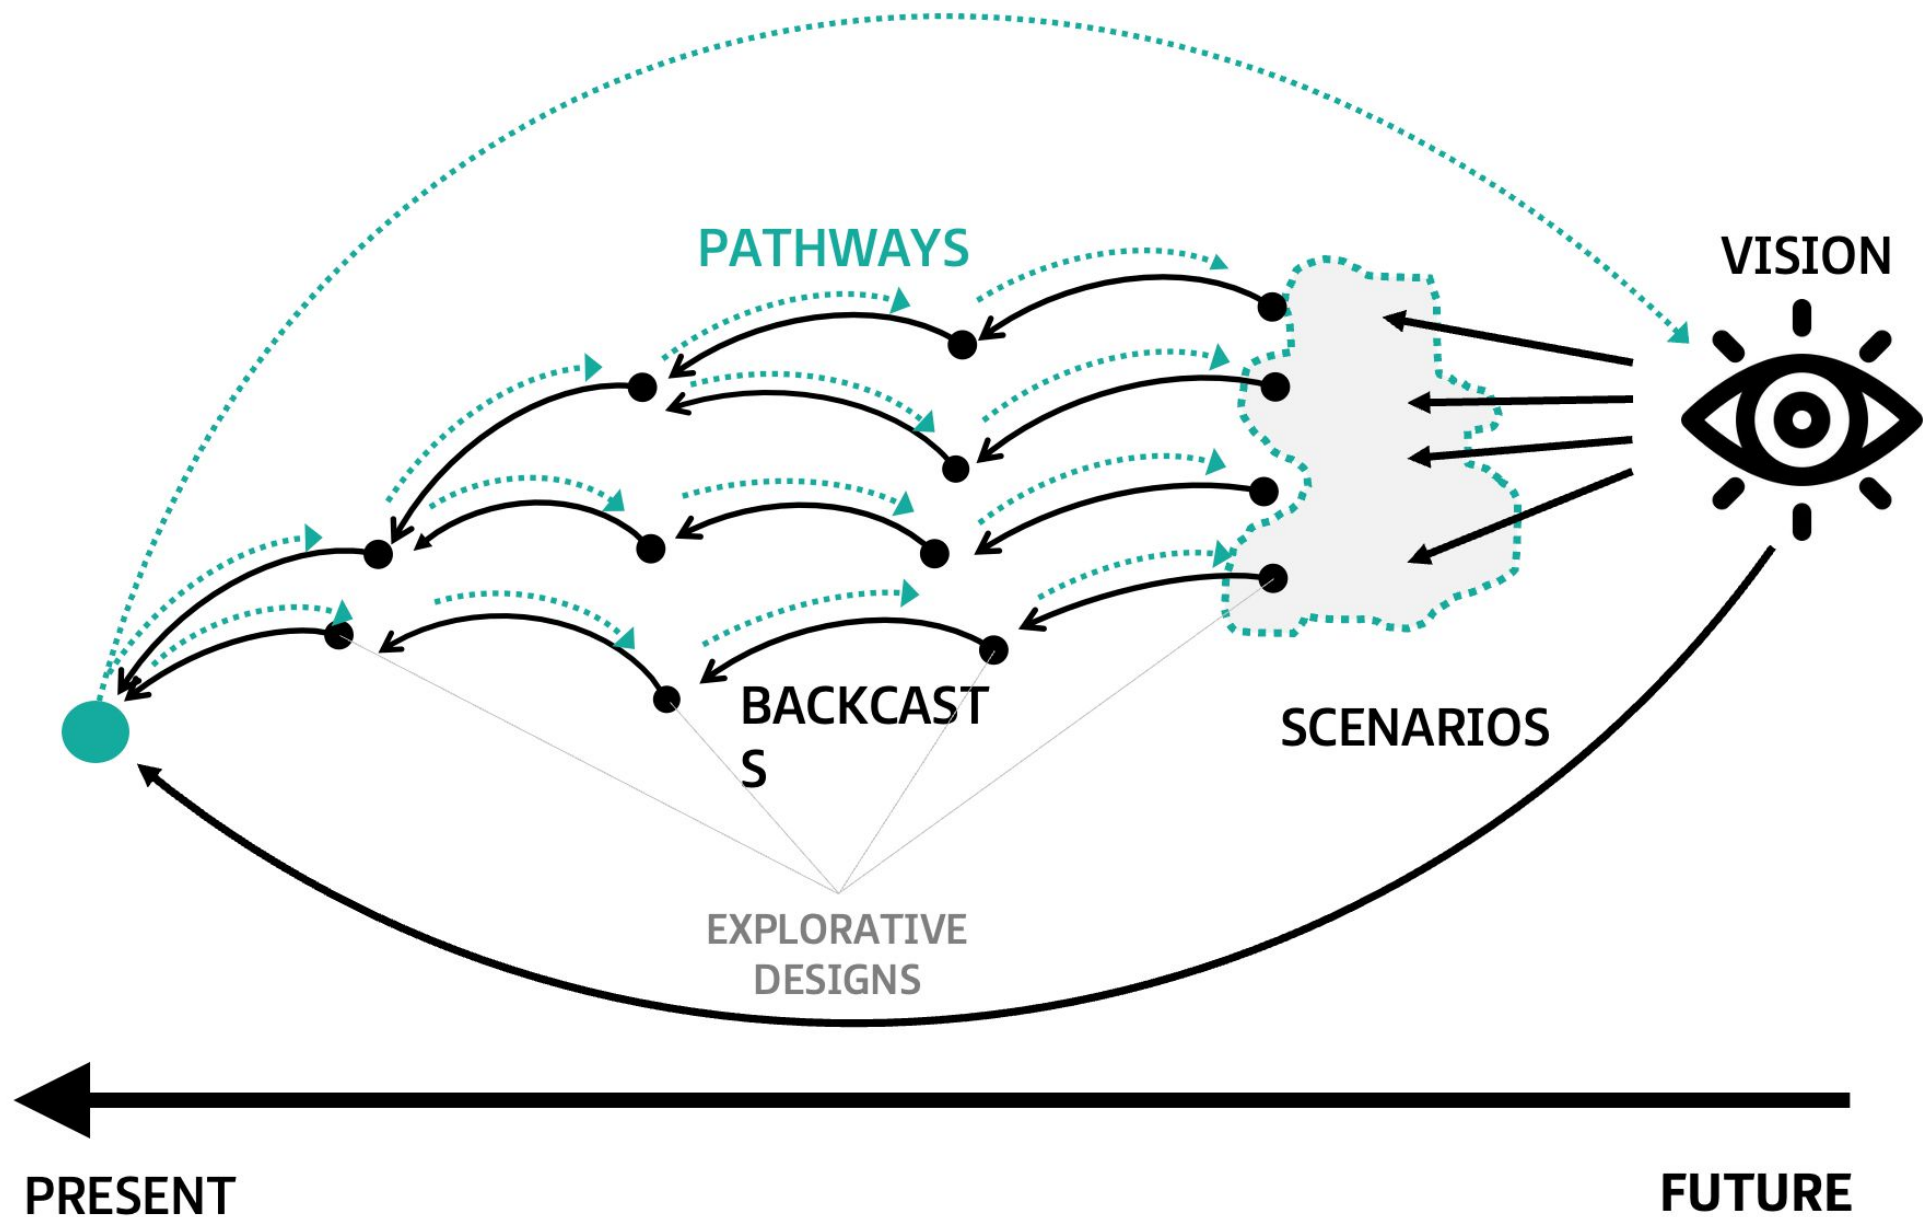 PATHWAYS
VISION
BACKCAST
S
SCENARIOS
EXPLORATIVE
DESIGNS
PRESENT
FUTURE